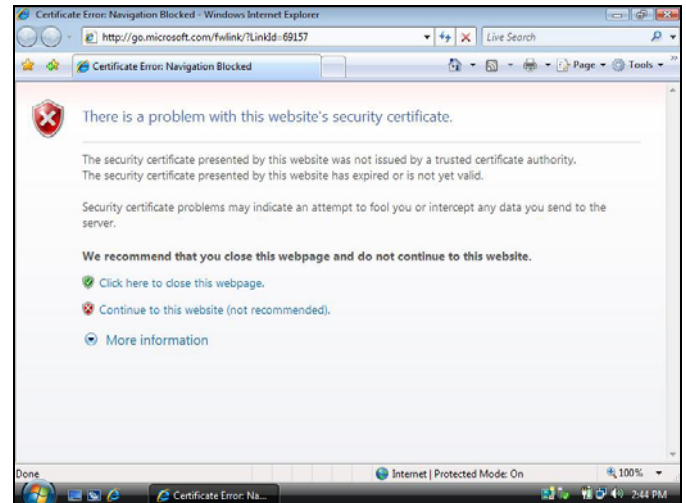 Certificate Error: Navigation Blocked - Windows Internet Explorer
http://go.microsoft.com/fwlink/?LinkId=69157
Live Search
Certificate Error: Navigation Blocked
Page
Tools
There is a problem with this website's security certificate.
The security certificate presented by this website was not issued by a trusted certificate authority.
The security certificate presented by this website has expired or is not yet valid.
Security certificate problems may indicate an attempt to fool you or intercept any data you send to the
server.
We recommend that you close this webpage and do not continue to this website.
Click here to close this webpage.
Continue to this website (not recommended).
More information
Done
Internet | Protected Mode: On
100%
Certificate Error: Na...
2:44 PM